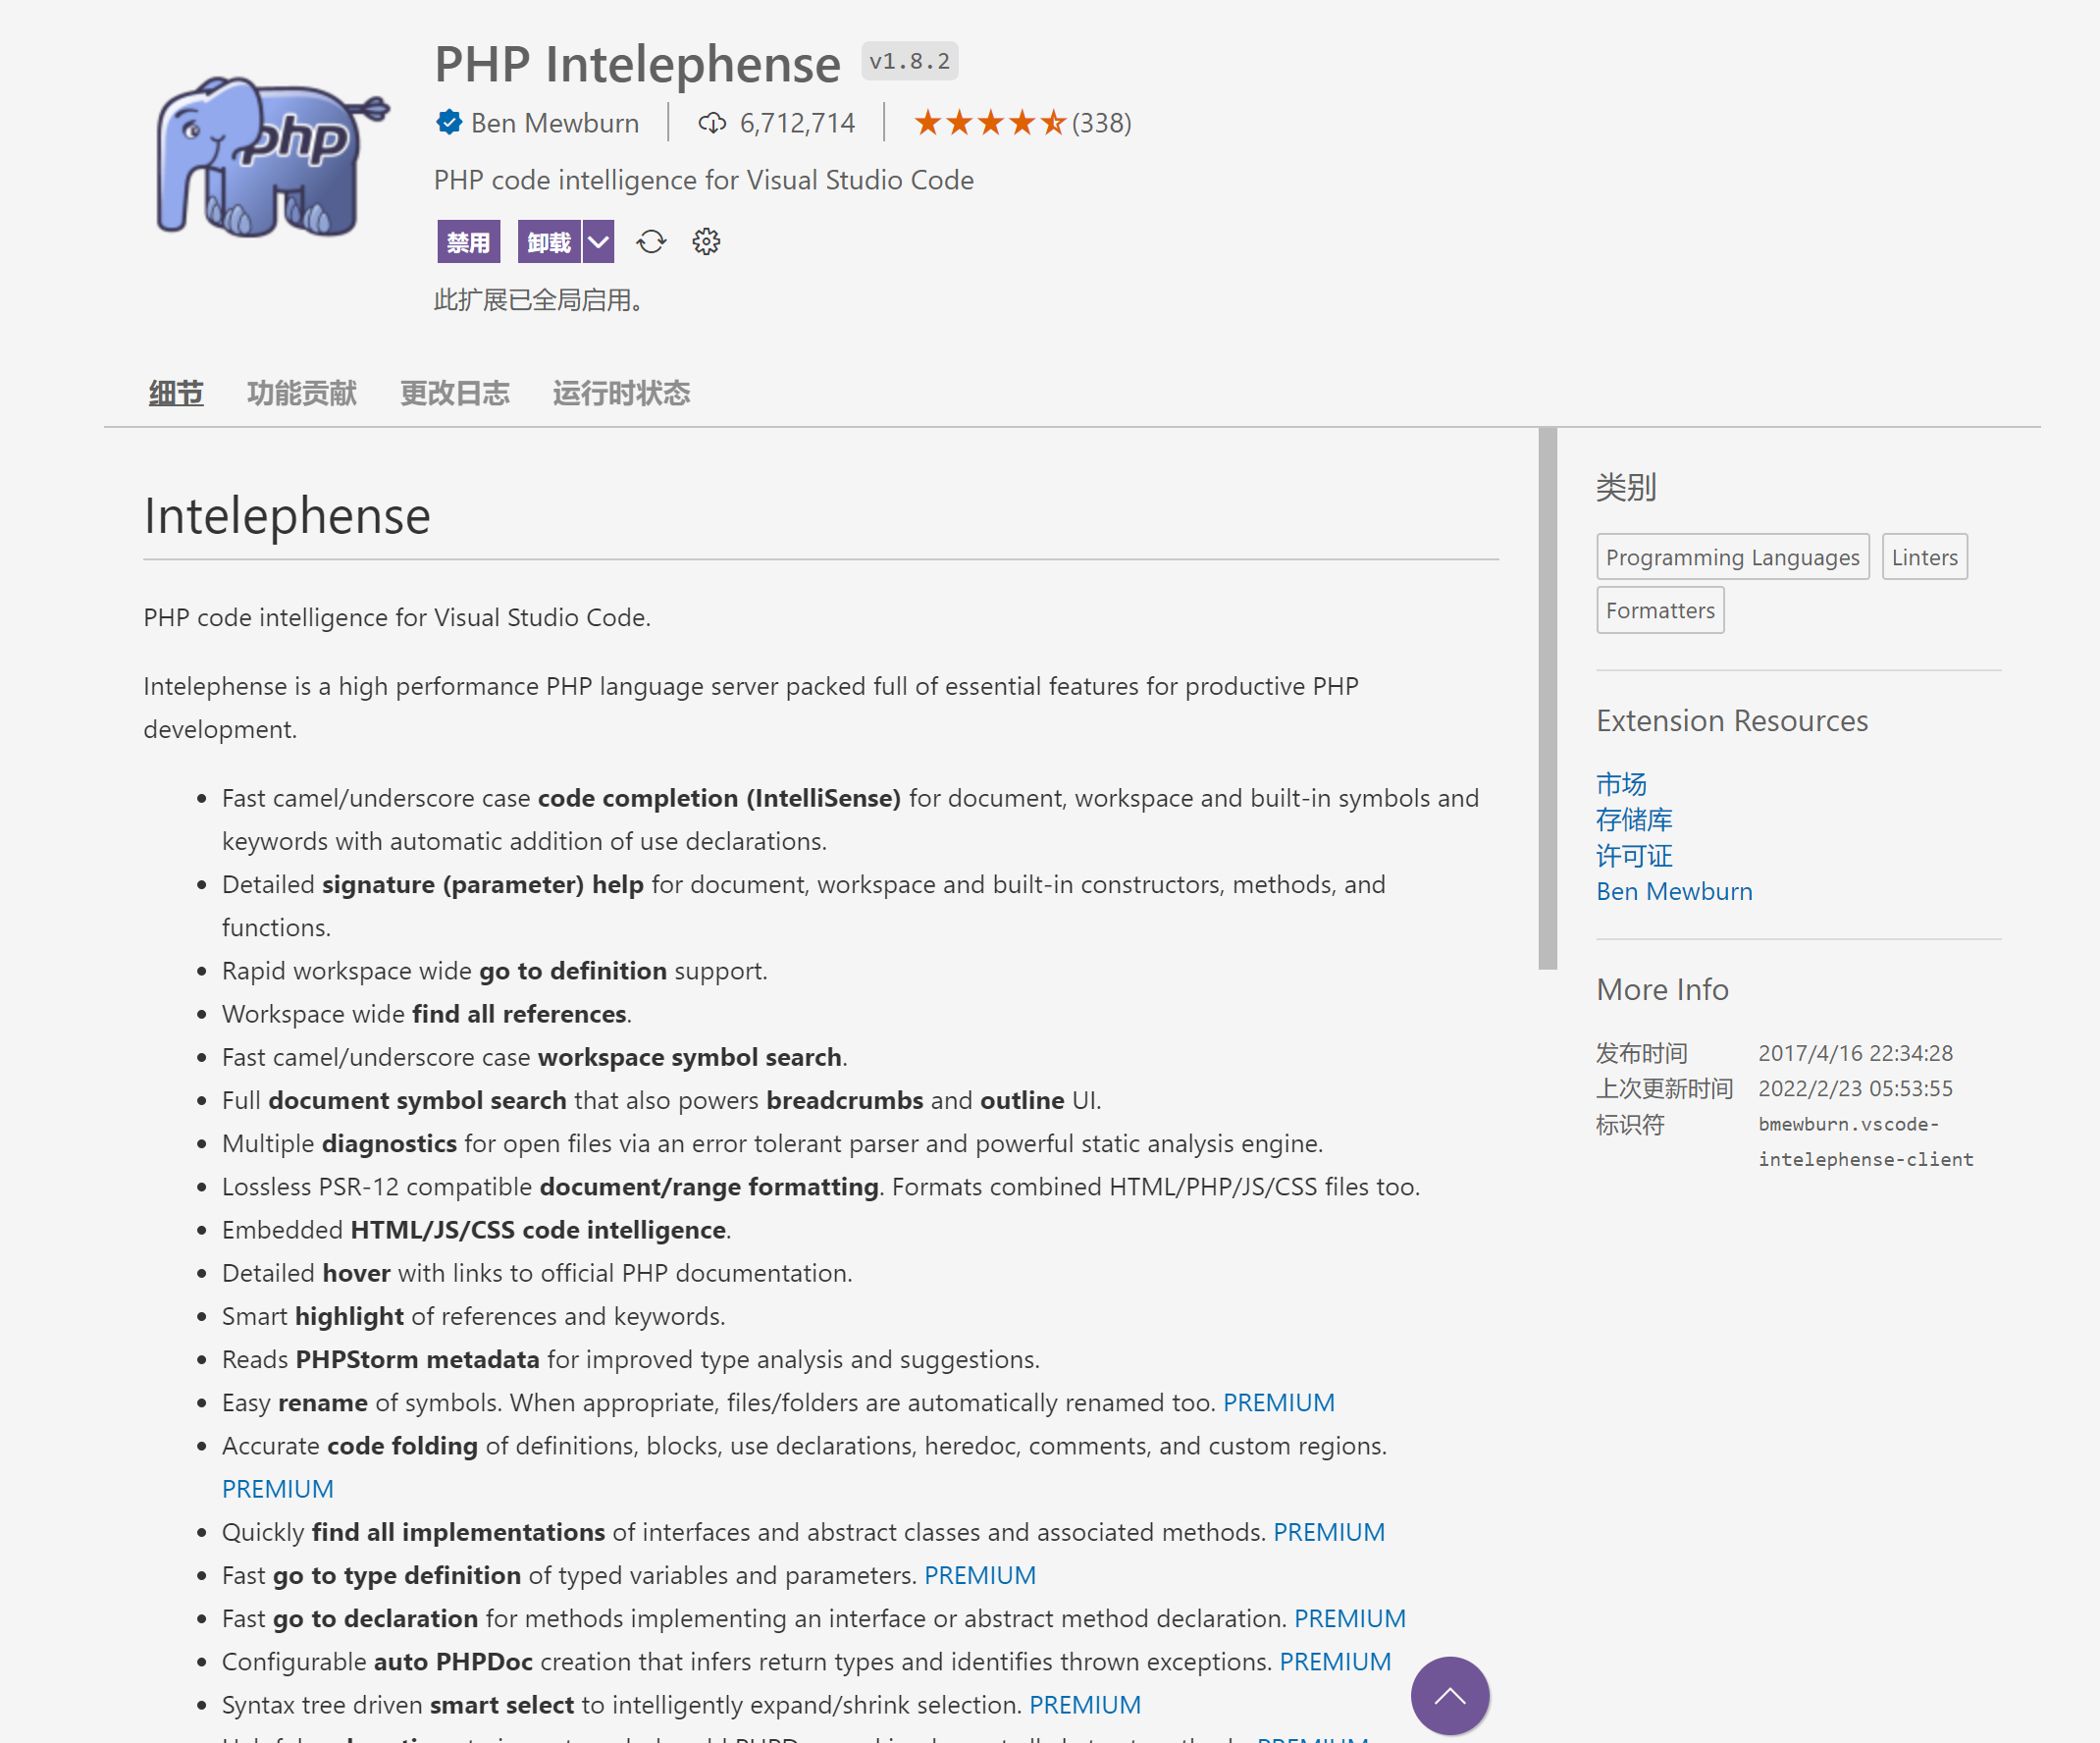 PHP Intelephense v1.8.2
php
Ben Mewburn 6,712,714 (338)
PHP code intelligence for Visual Studio Code
禁用 卸载
此扩展已全局启用。
细节 功能贡献 更改日志 运行时状态
Intelephense
PHP code intelligence for Visual Studio Code.
Intelephense is a high performance PHP language server packed full of essential features for productive PHP
development.
Fast camel/underscore case code completion (IntelliSense) for document, workspace and built-in symbols and
keywords with automatic addition of use declarations.
Detailed signature (parameter) help for document, workspace and built-in constructors, methods, and
functions.
Rapid workspace wide go to definition support.
Workspace wide find all references.
Fast camel/underscore case workspace symbol search.
Full document symbol search that also powers breadcrumbs and outline UI.
Multiple diagnostics for open files via an error tolerant parser and powerful static analysis engine.
Lossless PSR-12 compatible document/range formatting. Formats combined HTML/PHP/JS/CSS files too.
Embedded HTML/JS/CSS code intelligence.
Detailed hover with links to official PHP documentation.
Smart highlight of references and keywords.
Reads PHPStorm metadata for improved type analysis and suggestions.
Easy rename of symbols. When appropriate, files/folders are automatically renamed too. PREMIUM
Accurate code folding of definitions, blocks, use declarations, heredoc, comments, and custom regions.
PREMIUM
Quickly find all implementations of interfaces and abstract classes and associated methods. PREMIUM
Fast go to type definition of typed variables and parameters. PREMIUM
Fast go to declaration for methods implementing an interface or abstract method declaration. PREMIUM
Configurable auto PHPDoc creation that infers return types and identifies thrown exceptions. PREMIUM
Syntax tree driven smart select to intelligently expand/shrink selection. PREMIUM
类别
Programming Languages Linters
Formatters
Extension Resources
市场
存储库
许可证
Ben Mewburn
More Info
发布时间 2017/4/16 22:34:28
上次更新时间 2022/2/23 05:53:55
标识符 bmewburn.vscode-
intelephense-client